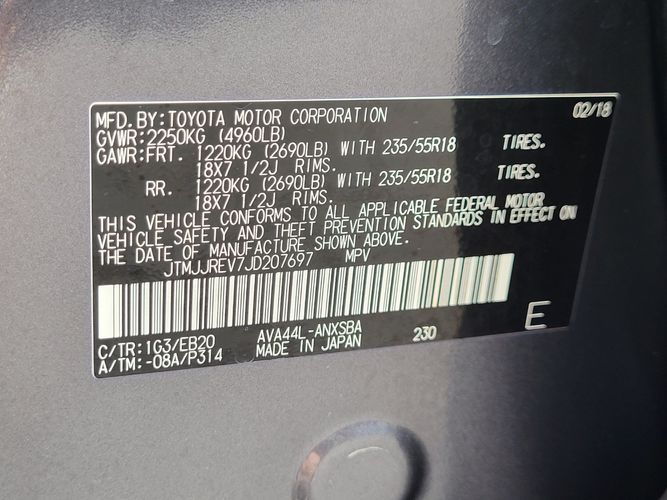 MFD. BY: TOYOTA MOTOR CORPORATION 02/18
GVWR: 2250KG (4960LB)
GAWR: FRT. 1220KG (2690LB) WITH 235/55R18 TIRES.
18X7 1/2J RIMS.
RR. 1220KG (2690LB) WITH 235/55R18 TIRES.
18X7 1/2J RIMS.
THIS VEHICLE CONFORMS TO ALL APPLICABLE FEDERAL MOTOR
VEHICLE SAFETY AND THEFT PREVENTION STANDARDS IN EFFECT ON
THE DATE OF MANUFACTURE SHOWN ABOVE.
JTMJJREV7JD207697 MPV
C/TR: 1G3/EB20 AVA44L-ANXSBA 230 E
A/TM: -08A/P314 MADE IN JAPAN